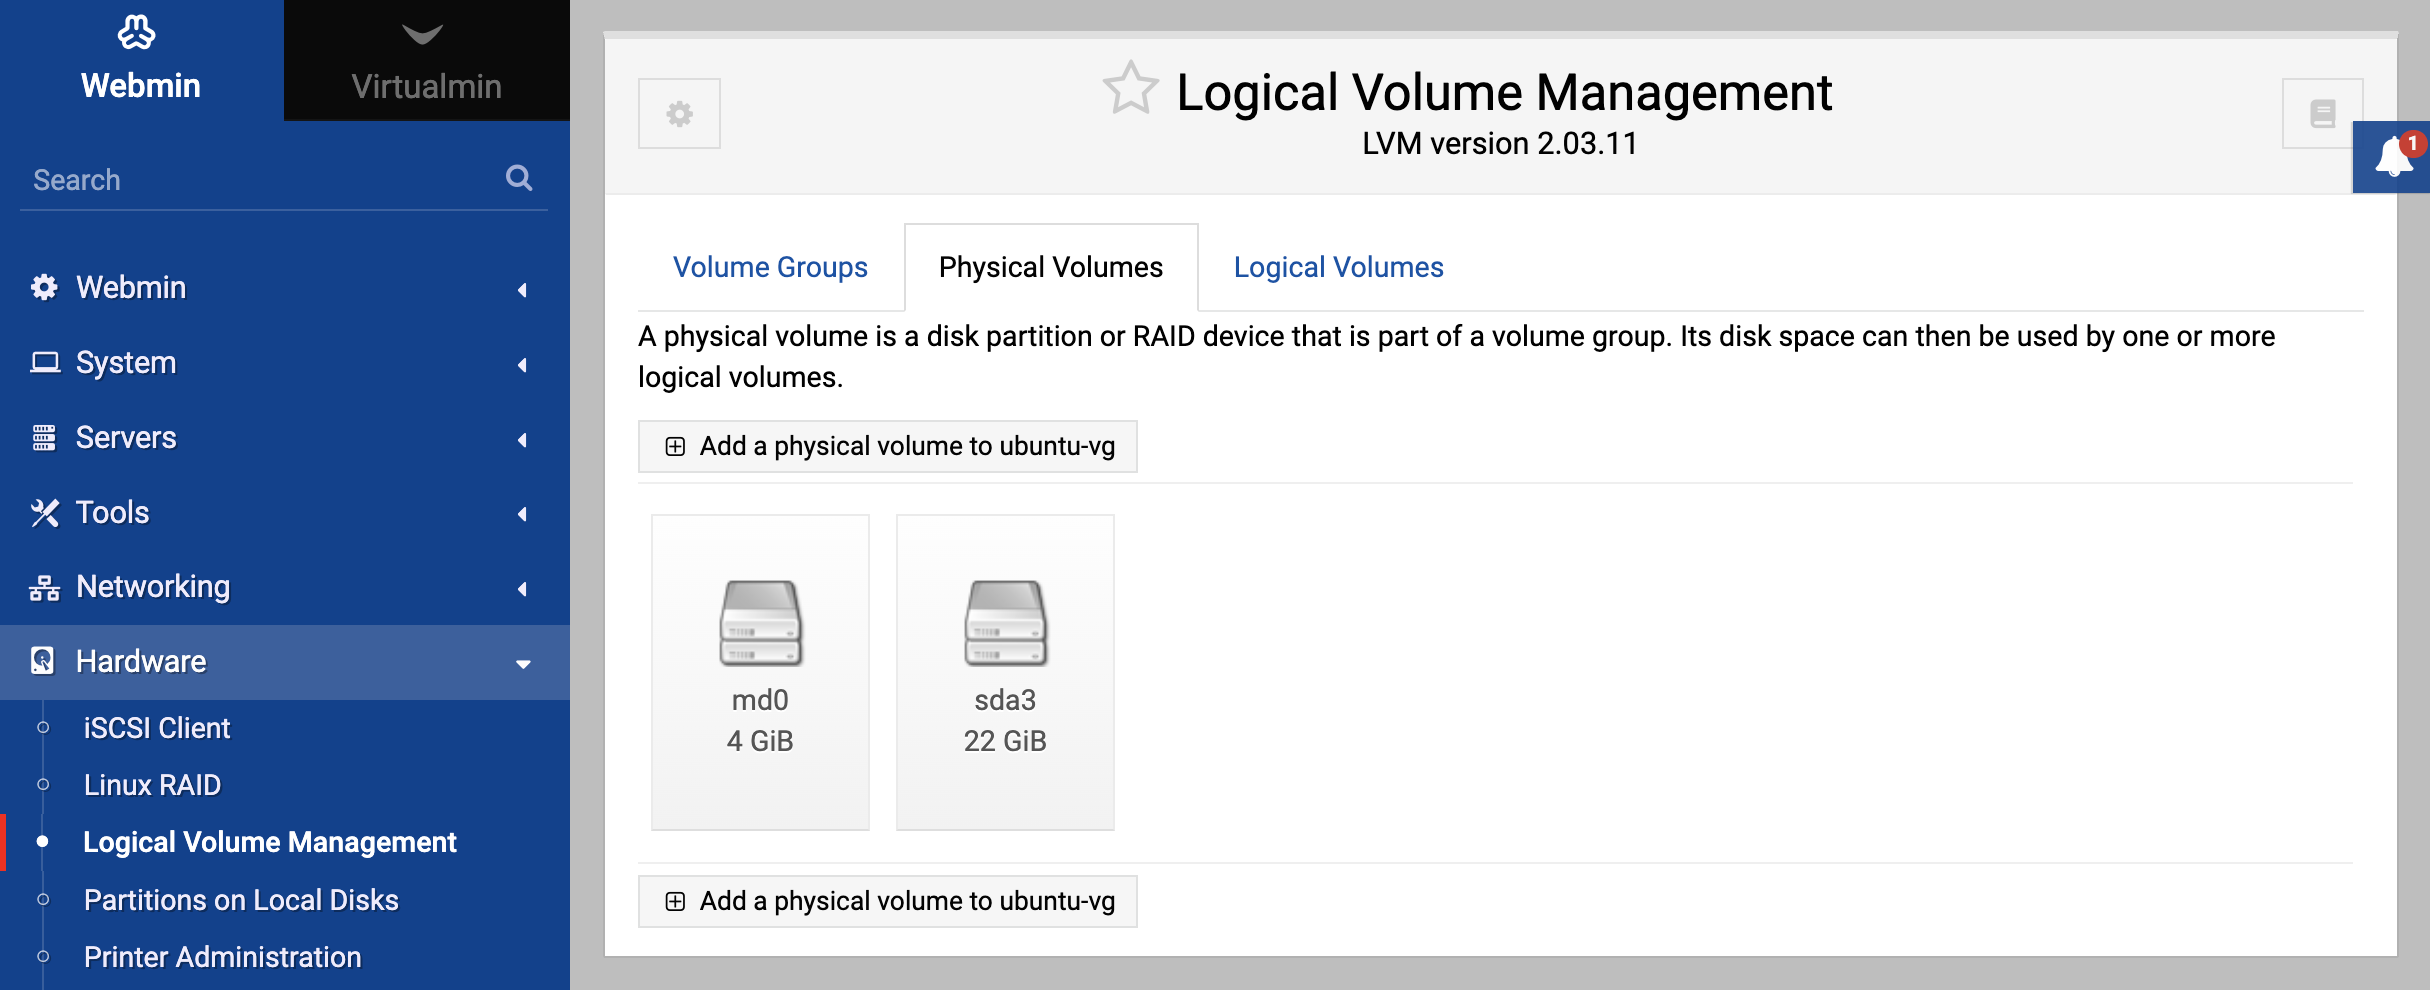 Webmin
Virtualmin
Search
Webmin
System
Servers
Tools
Networking
Hardware
iSCSI Client
Linux RAID
Logical Volume Management
Partitions on Local Disks
Printer Administration
Logical Volume Management
LVM version 2.03.11
1
Volume Groups
Physical Volumes
Logical Volumes
A physical volume is a disk partition or RAID device that is part of a volume group. Its disk space can then be used by one or more
logical volumes.
Add a physical volume to ubuntu-vg
md0
4 GiB
sda3
22 GiB
Add a physical volume to ubuntu-vg